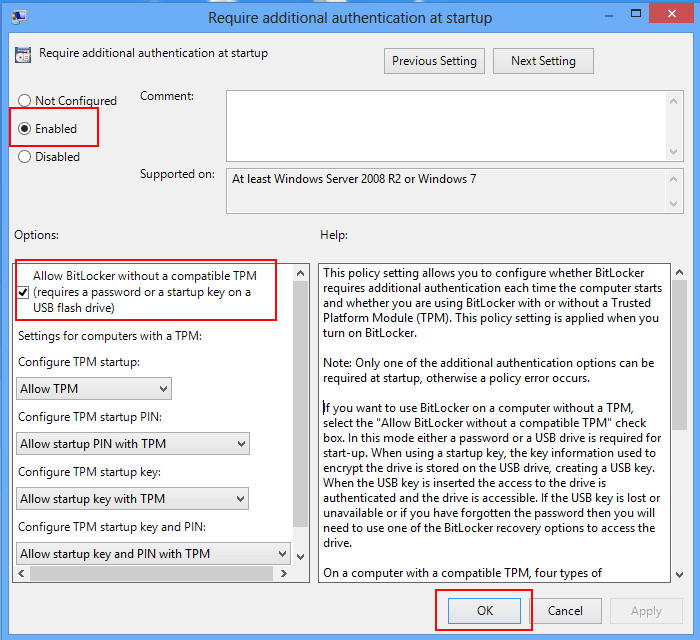 Require additional authentication at startup
Require additional authentication at startup
Previous Setting
Next Setting
Not Configured
Enabled
Disabled
Comment:
Supported on:
At least Windows Server 2008 R2 or Windows 7
Options:
Help:
Allow BitLocker without a compatible TPM
(requires a password or a startup key on a
USB flash drive)
Settings for computers with a TPM:
Configure TPM startup:
Allow TPM
Configure TPM startup PIN:
Allow startup PIN with TPM
Configure TPM startup key:
Allow startup key with TPM
Configure TPM startup key and PIN:
Allow startup key and PIN with TPM
This policy setting allows you to configure whether BitLocker
requires additional authentication each time the computer starts
and whether you are using BitLocker with or without a Trusted
Platform Module (TPM). This policy setting is applied when you
turn on BitLocker.
Note: Only one of the additional authentication options can be
required at startup, otherwise a policy error occurs.
If you want to use BitLocker on a computer without a TPM,
select the "Allow BitLocker without a compatible TPM" check
box. In this mode either a password or a USB drive is required for
start-up. When using a startup key, the key information used to
encrypt the drive is stored on the USB drive, creating a USB key.
When the USB key is inserted the access to the drive is
authenticated and the drive is accessible. If the USB key is lost or
unavailable or if you have forgotten the password then you will
need to use one of the BitLocker recovery options to access the
drive.
On a computer with a compatible TPM, four types of
OK
Cancel
Apply